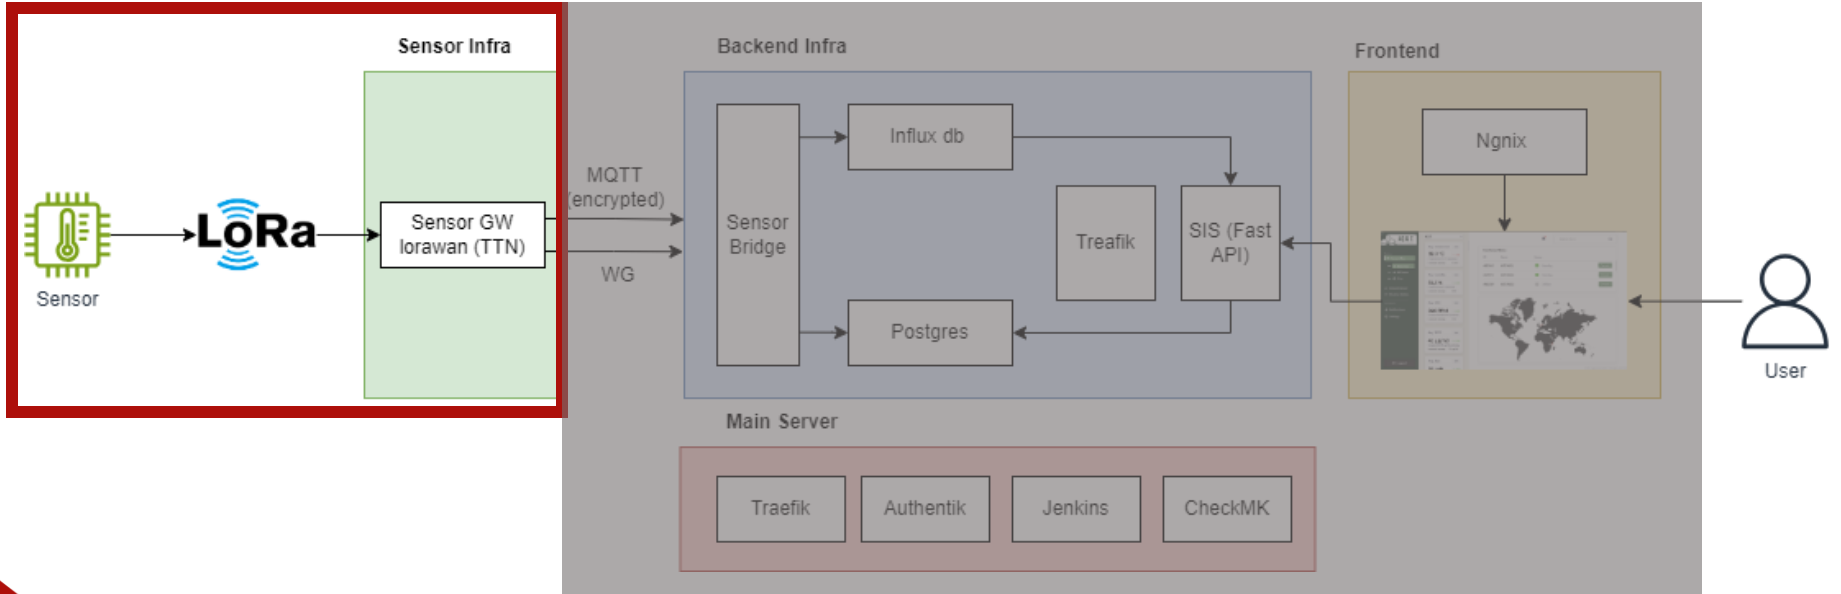 Sensor Infra
Backend Infra
Frontend
Sensor
LoRa
Sensor GW
lorawan (TTN)
MQTT
(encrypted)
WG
Sensor
Bridge
Influx db
Postgres
Treafik
SIS (Fast
API)
Ngnix
User
Main Server
Traefik
Authentik
Jenkins
CheckMK